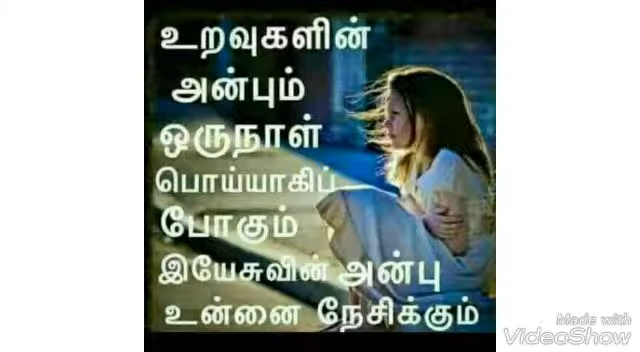 உறவுகளின்
அன்பும்
ஒருநாள்
பொய்யாகிப்
போகும்
இயேசுவின் அன்பு
உன்னை நேசிக்கும்
Made with
VideoShow